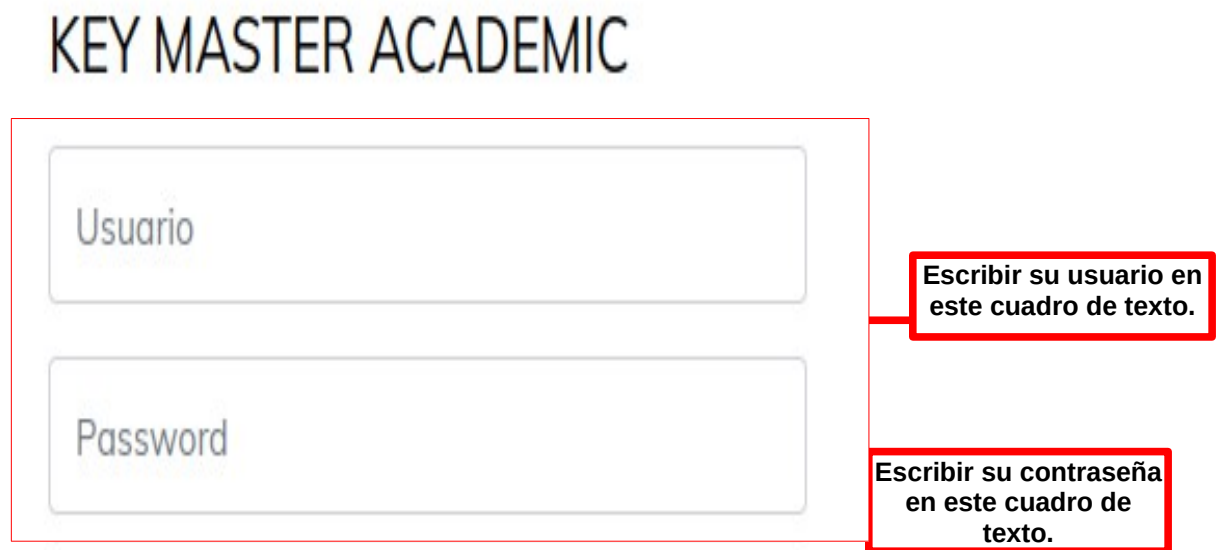 KEY MASTER ACADEMIC
Usuario
Escribir su usuario en
este cuadro de texto.
Password
Escribir su contraseña
en este cuadro de
texto.